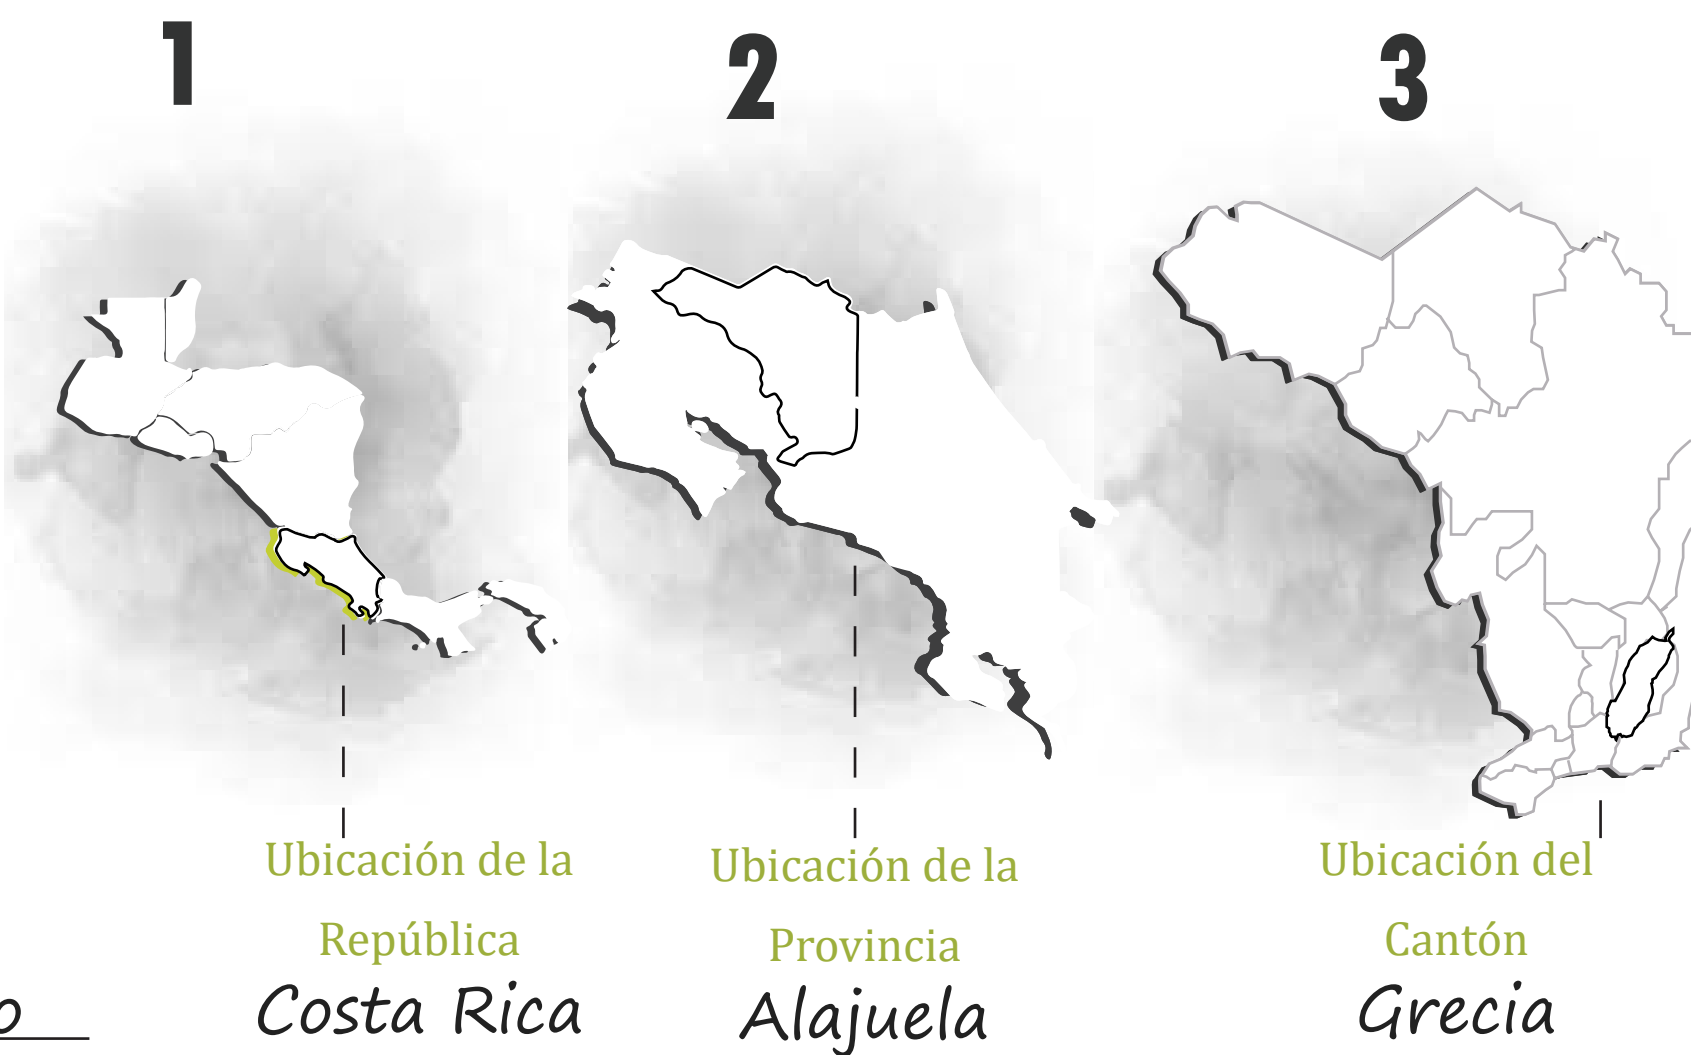 1
2
3
Ubicación de la
República
Costa Rica
Ubicación de la
Provincia
Alajuela
Ubicación del
Cantón
Grecia